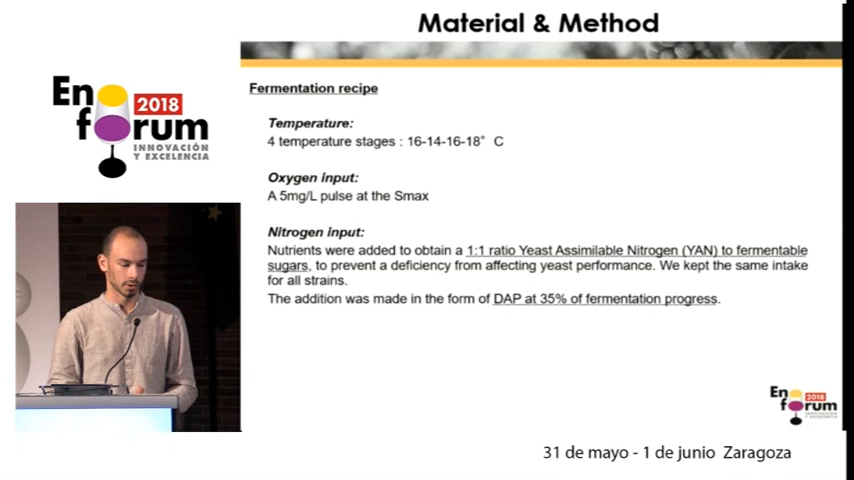 Material & Method
En
2018
forum
INNOVACIÓN
Y EXCELENCIA
Fermentation recipe
Temperature:
4 temperature stages : 16-14-16-18° C
Oxygen input:
A 5mg/L pulse at the Smax
Nitrogen input:
Nutrients were added to obtain a 1:1 ratio Yeast Assimilable Nitrogen (YAN) to fermentable
sugars, to prevent a deficiency from affecting yeast performance. We kept the same intake
for all strains.
The addition was made in the form of DAP at 35% of fermentation progress.
En
2018
forum
INNOVACIÓN
Y EXCELENCIA
31 de mayo - 1 de junio Zaragoza